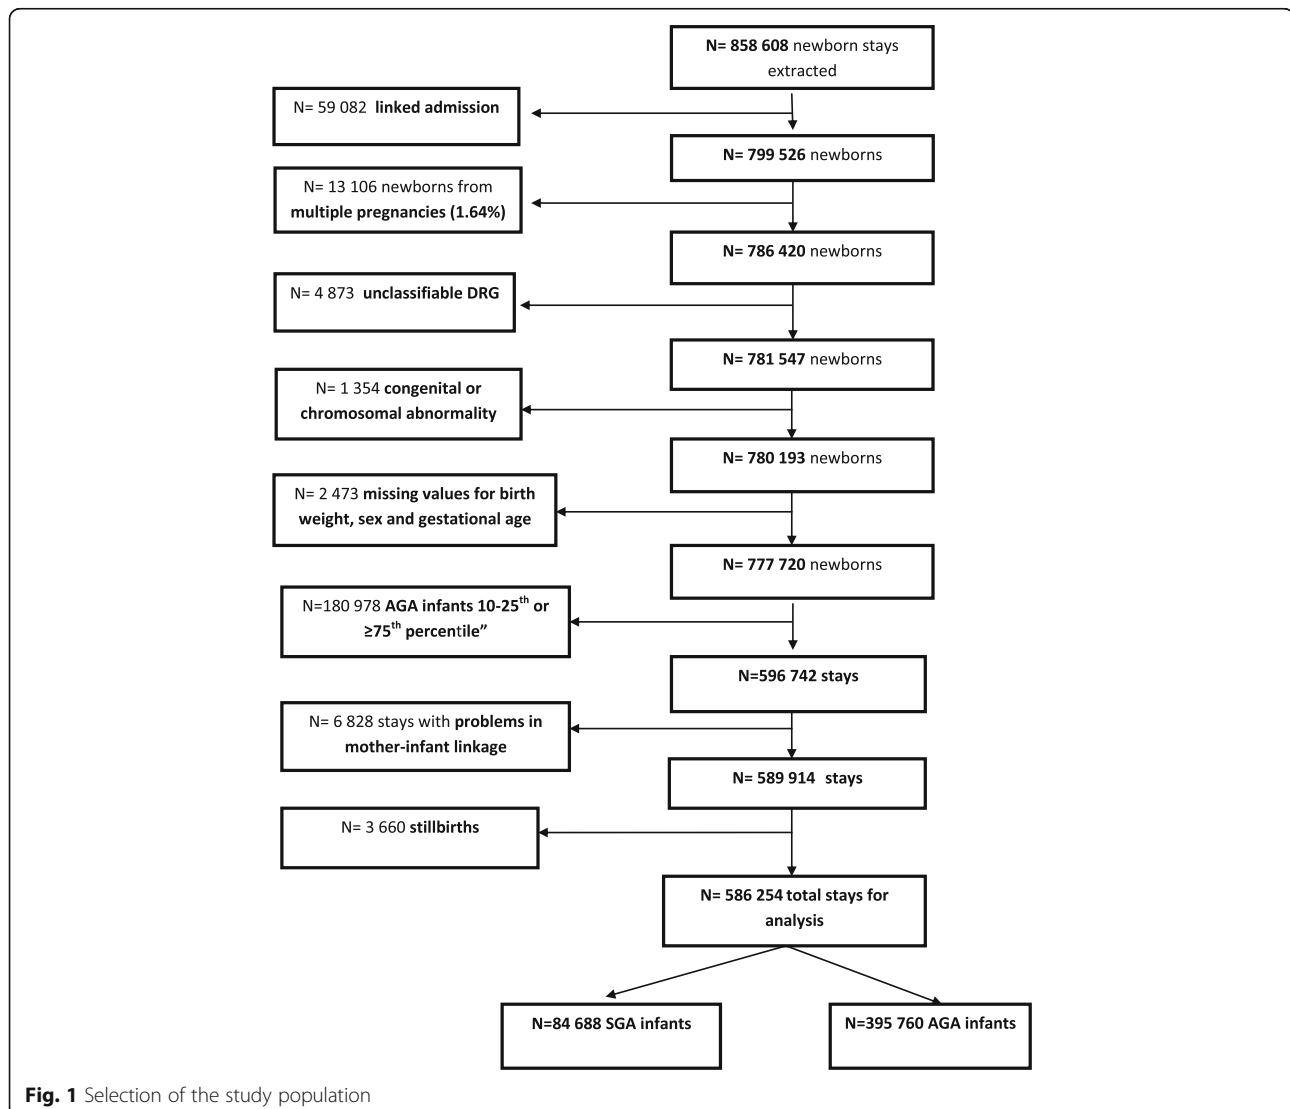 N= 858 608 newborn stays
extracted
N= 59 082 linked admission
N= 799 526 newborns
N= 13 106 newborns from
multiple pregnancies (1.64%)
N= 786 420 newborns
N= 4 873 unclassifiable DRG
N= 781 547 newborns
N= 1 354 congenital or
chromosomal abnormality
N= 780 193 newborns
N= 2 473 missing values for birth
weight, sex and gestational age
N= 777 720 newborns
N=180 978 AGA infants 10-25th or
≥75th percentile”
N=596 742 stays
N= 6 828 stays with problems in
mother-infant linkage
N= 589 914 stays
N= 3 660 stillbirths
N= 586 254 total stays for
analysis
N=84 688 SGA infants
N=395 760 AGA infants
Fig. 1 Selection of the study population